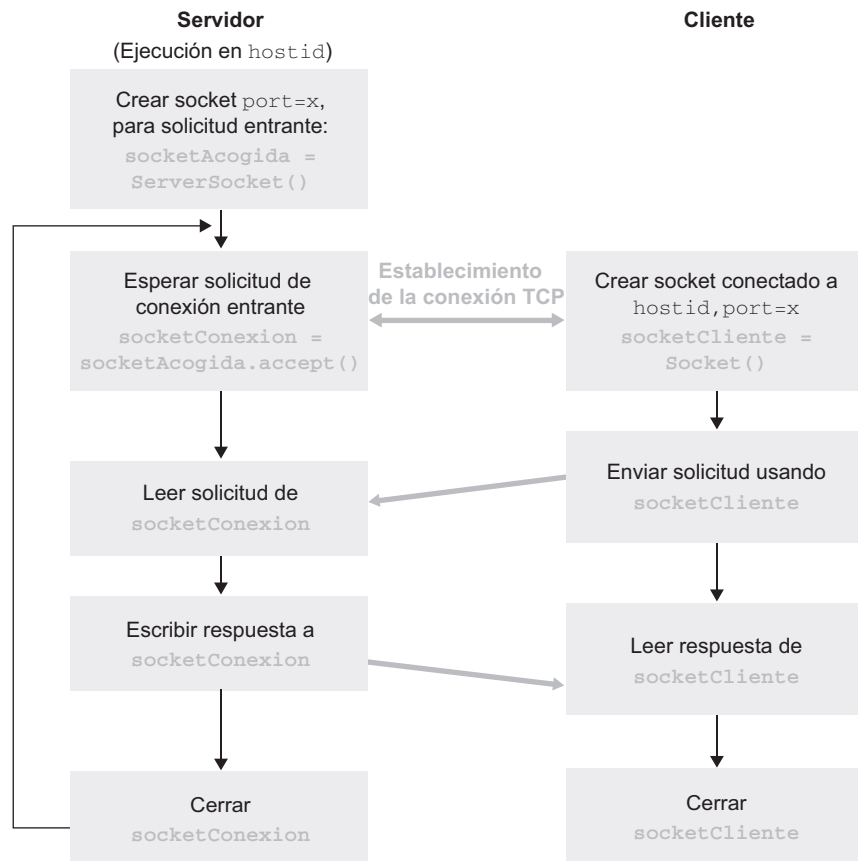 Servidor
(Ejecución en hostid)
Crear socket port=x,
para solicitud entrante:
socketAcogida =
ServerSocket()
Esperar solicitud de
conexión entrante
socketConexion =
socketAcogida.accept()
Leer solicitud de
socketConexion
Escribir respuesta a
socketConexion
Cerrar
socketConexion
Establecimiento
de la conexión TCP
Cliente
Crear socket conectado a
hostid,port=x
socketCliente =
Socket()
Enviar solicitud usando
socketCliente
Leer respuesta de
socketCliente
Cerrar
socketCliente